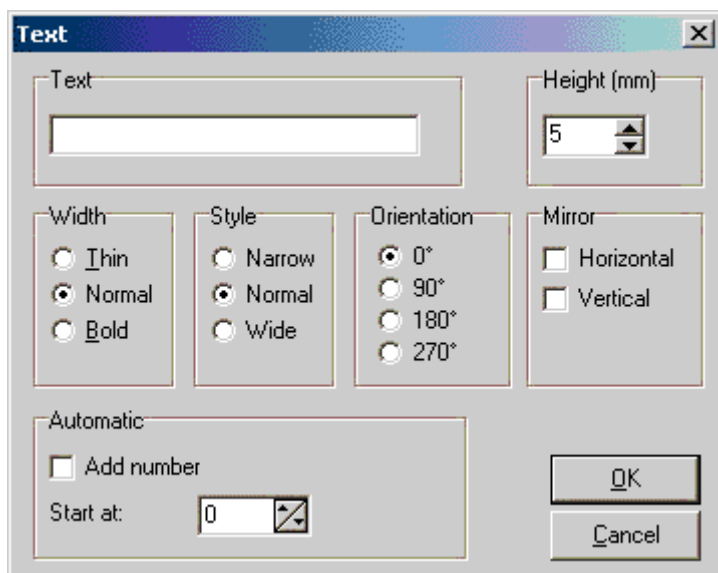 Text
Text
Height (mm)
5
Width
Style
Orientation
Mirror
Thin
Narrow
0°
Horizontal
Normal
Normal
90°
Vertical
Bold
Wide
180°
270°
Automatic
Add number
OK
Start at:
0
Cancel